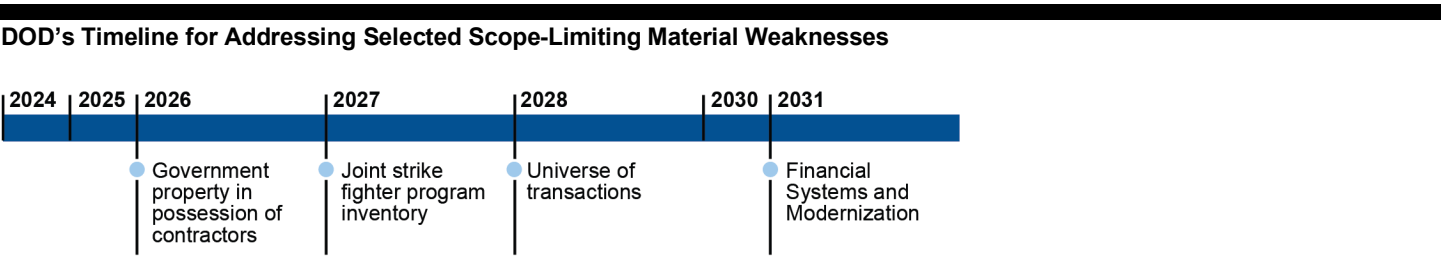 DOD's Timeline for Addressing Selected Scope-Limiting Material Weaknesses
2024 2025 2026 2027 2028 2030 2031
Government
property in
possession of
contractors
Joint strike
fighter program
inventory
Universe of
transactions
Financial
Systems and
Modernization